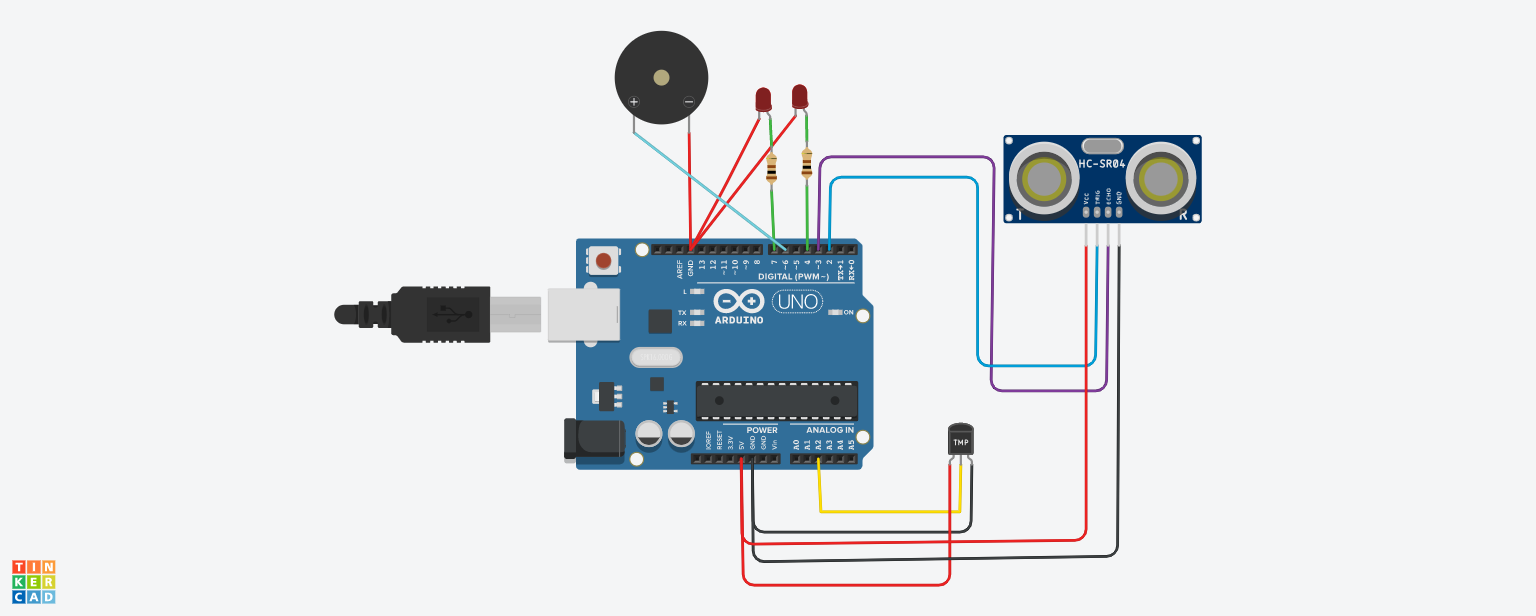 + −
HC-SR04
VCC
TRIG
ECHO
GND
T R
AREF
GND
13
12
~11
~10
~9
8
7
~6
~5
4
~3
2
TX→1
RX←0
DIGITAL (PWM~)
L
TX
RX
ARDUINO
UNO
ON
POWER
ANALOG IN
IOREF
RESET
3.3V
5V
GND
GND
Vin
A0
A1
A2
A3
A4
A5
TMP
TIN
KER
CAD